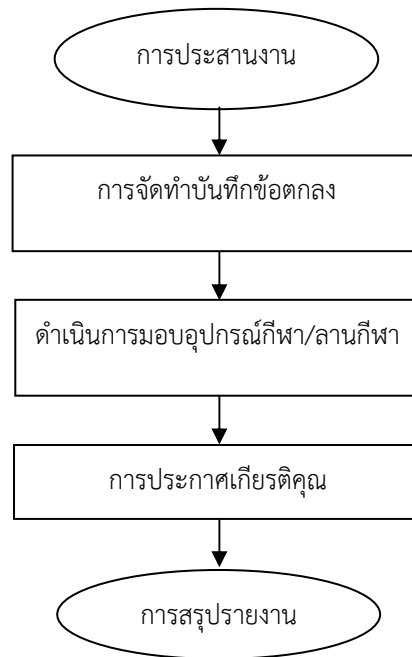 การประสานงาน
การจัดทำบันทึกข้อตกลง
ดำเนินการมอบอุปกรณ์กีฬา/ลานกีฬา
การประกาศเกียรติคุณ
การสรุปรายงาน